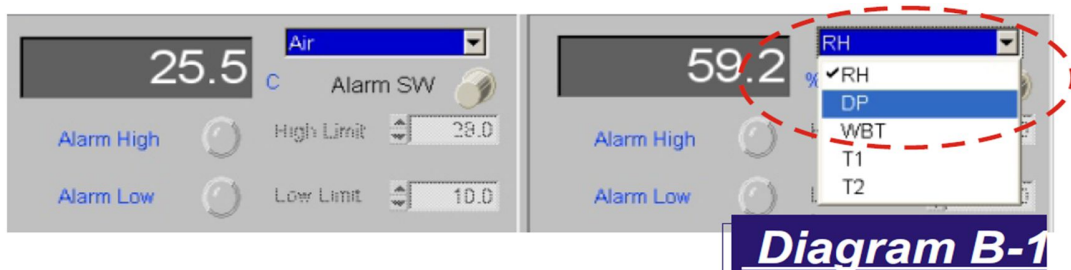 Air
25.5 C
Alarm SW
Alarm High
High Limit 28.0
Alarm Low
Low Limit 10.0
RH
59.2 %
✔RH
DP
WBT
T1
T2
Alarm High
Alarm Low
Diagram B-1